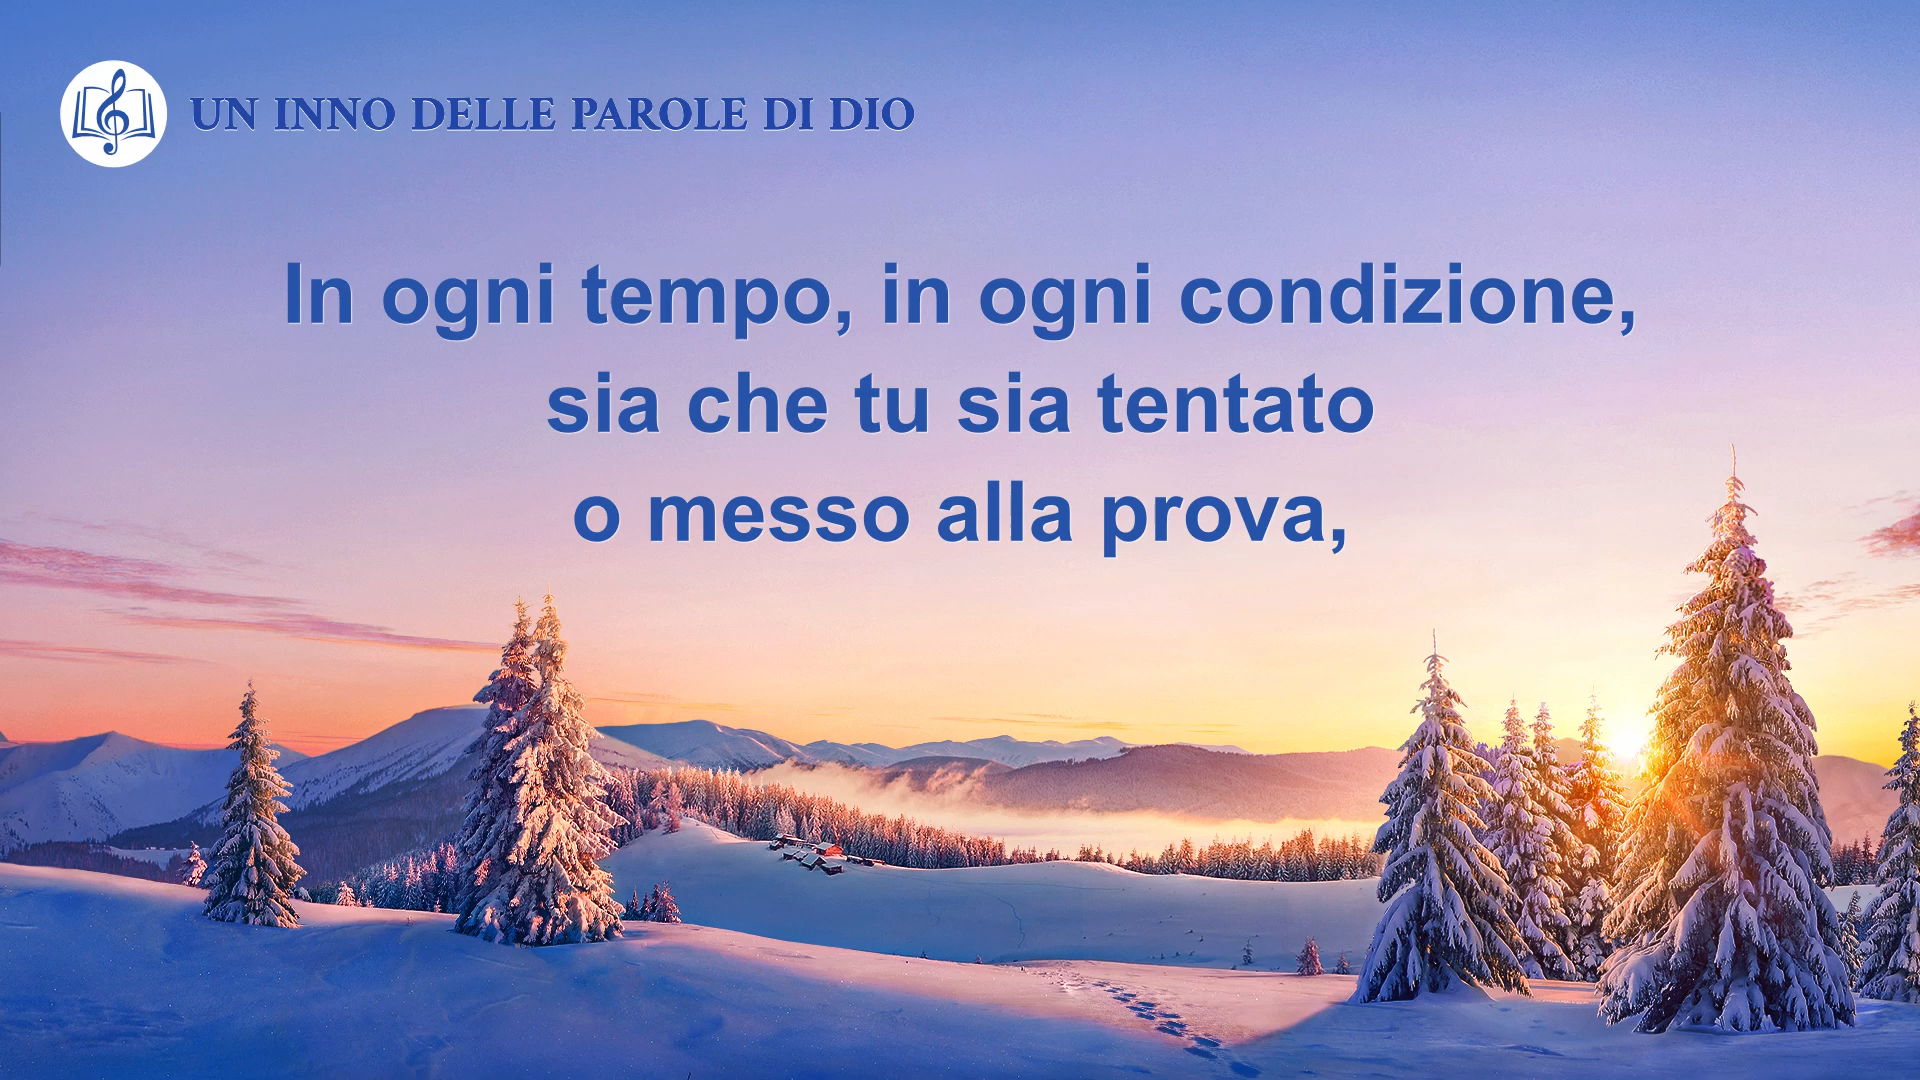 UN INNO DELLE PAROLE DI DIO
In ogni tempo, in ogni condizione,
sia che tu sia tentato
o messo alla prova,